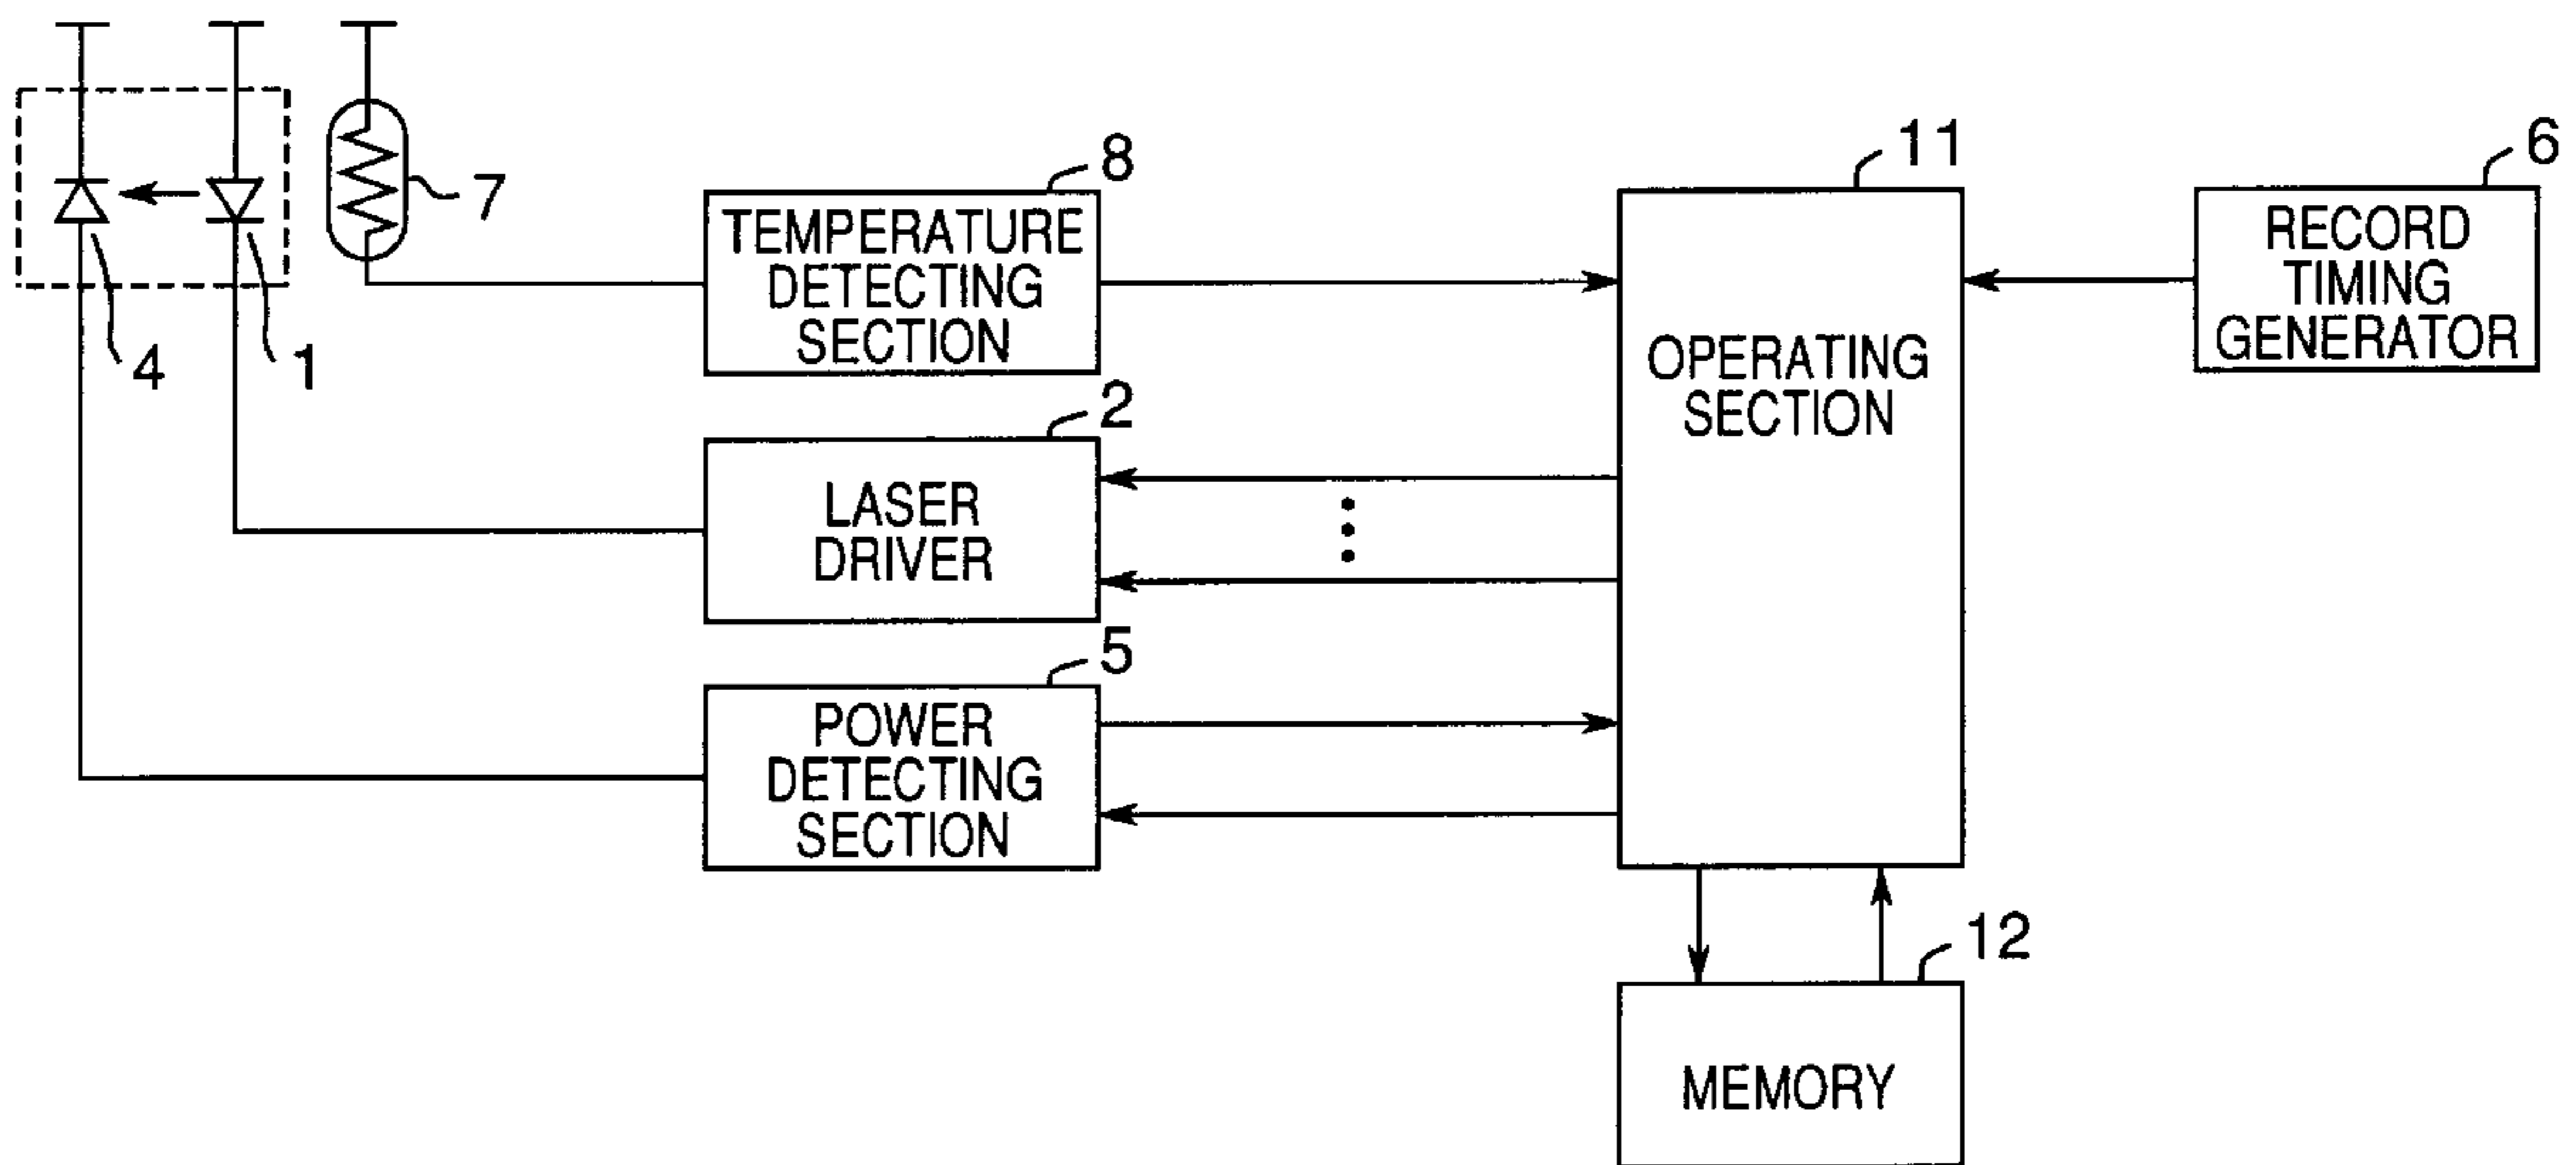 7
8
TEMPERATURE
DETECTING
SECTION
11
OPERATING
SECTION
6
RECORD
TIMING
GENERATOR
4
1
2
LASER
DRIVER
5
POWER
DETECTING
SECTION
12
MEMORY